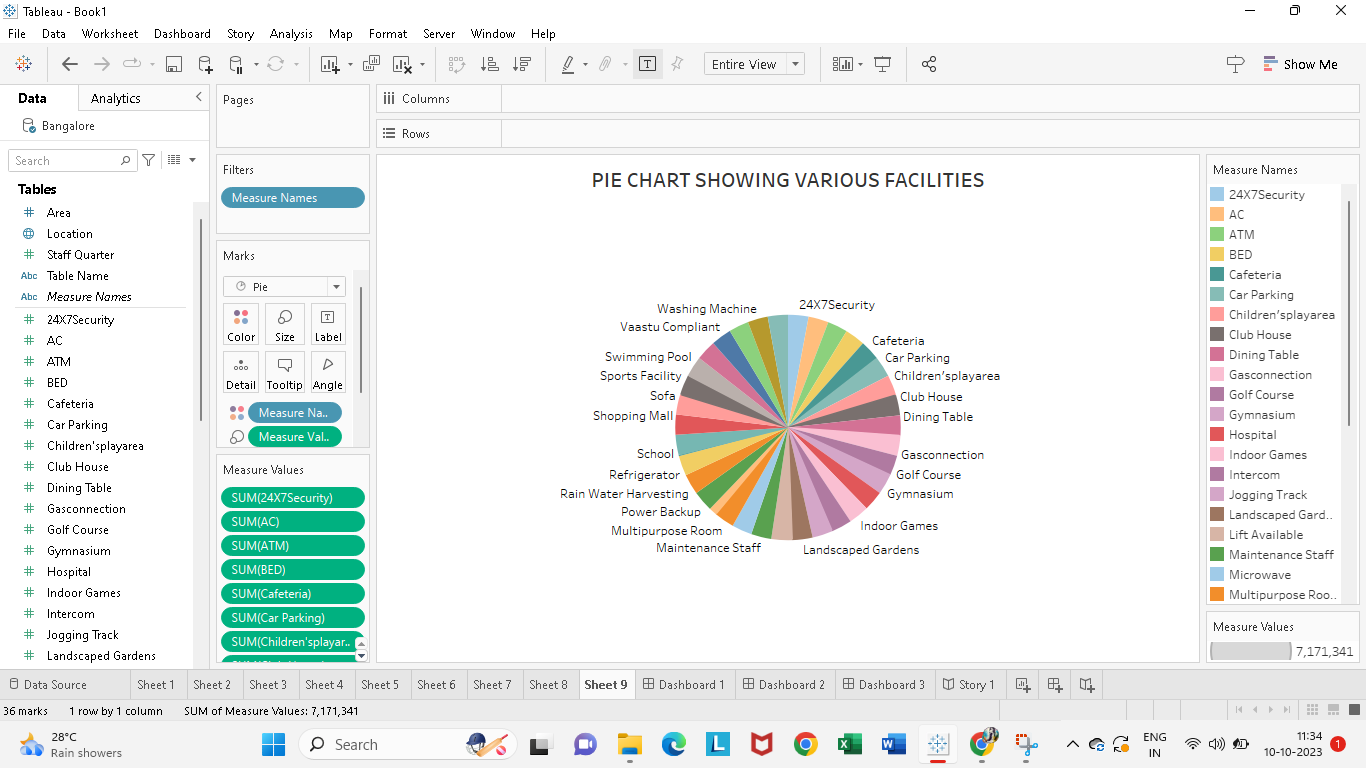 Tableau - Book1
File Data Worksheet Dashboard Story Analysis Map Format Server Window Help
Entire View
Show Me
Data Analytics
Bangalore
Search
Tables
Area
Location
Staff Quarter
Abc Table Name
Abc Measure Names
24X7Security
AC
ATM
BED
Cafeteria
Car Parking
Children'splayarea
Club House
Dining Table
Gasconnection
Golf Course
Gymnasium
Hospital
Indoor Games
Intercom
Jogging Track
Landscaped Gardens
Pages
Filters
Measure Names
Marks
Pie
Color Size Label
Detail Tooltip Angle
Measure Na..
Measure Val..
Measure Values
SUM(24X7Security)
SUM(AC)
SUM(ATM)
SUM(BED)
SUM(Cafeteria)
SUM(Car Parking)
SUM(Children'splayar..
Columns
Rows
PIE CHART SHOWING VARIOUS FACILITIES
24X7Security
Cafeteria
Car Parking
Children'splayarea
Club House
Dining Table
Gasconnection
Golf Course
Gymnasium
Indoor Games
Landscaped Gardens
Maintenance Staff
Multipurpose Room
Power Backup
Rain Water Harvesting
Refrigerator
School
Shopping Mall
Sofa
Sports Facility
Swimming Pool
Vaastu Compliant
Washing Machine
Measure Names
24X7Security
AC
ATM
BED
Cafeteria
Car Parking
Children'splayarea
Club House
Dining Table
Gasconnection
Golf Course
Gymnasium
Hospital
Indoor Games
Intercom
Jogging Track
Landscaped Gard..
Lift Available
Maintenance Staff
Microwave
Multipurpose Roo..
Measure Values
7,171,341
Data Source Sheet 1 Sheet 2 Sheet 3 Sheet 4 Sheet 5 Sheet 6 Sheet 7 Sheet 8 Sheet 9 Dashboard 1 Dashboard 2 Dashboard 3 Story 1
36 marks 1 row by 1 column SUM of Measure Values: 7,171,341
28°C
Rain showers
Search
ENG
IN
11:34
10-10-2023
1